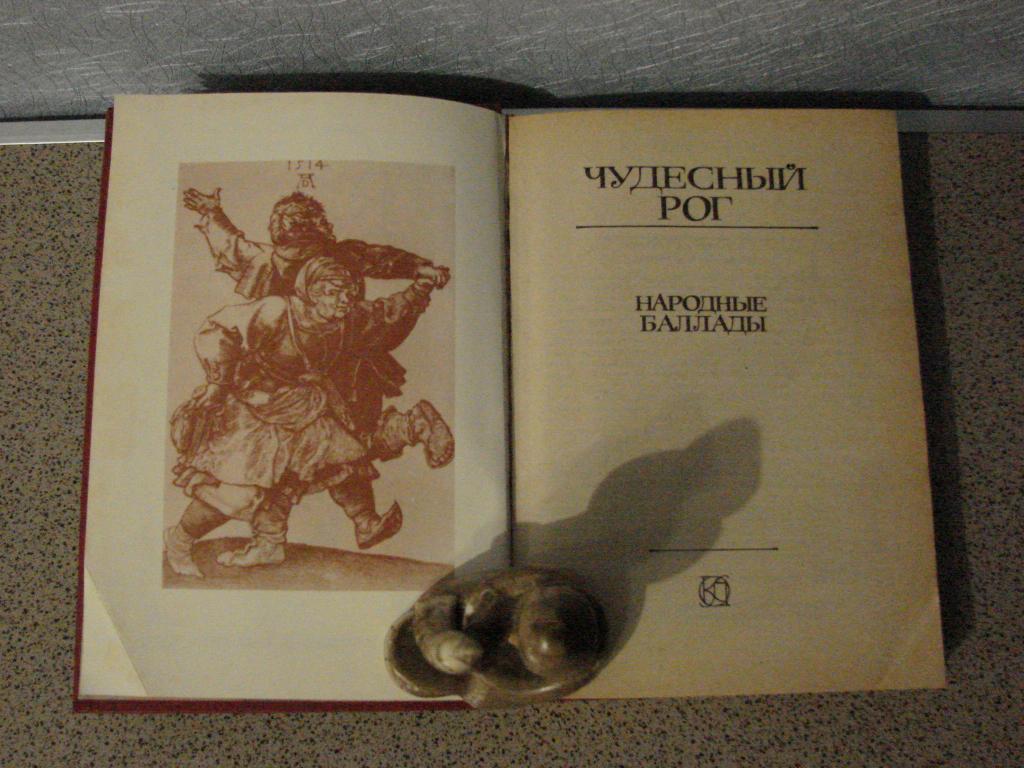 1514
ЧУДЕСНЫЙ
РОГ
НАРОДНЫЕ
БАЛЛАДЫ